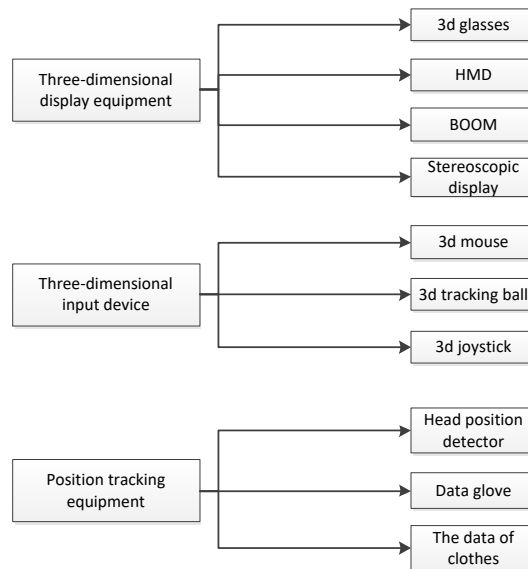 Three-dimensional
display equipment
3d glasses
HMD
BOOM
Stereoscopic
display
Three-dimensional
input device
3d mouse
3d tracking ball
3d joystick
Position tracking
equipment
Head position
detector
Data glove
The data of
clothes